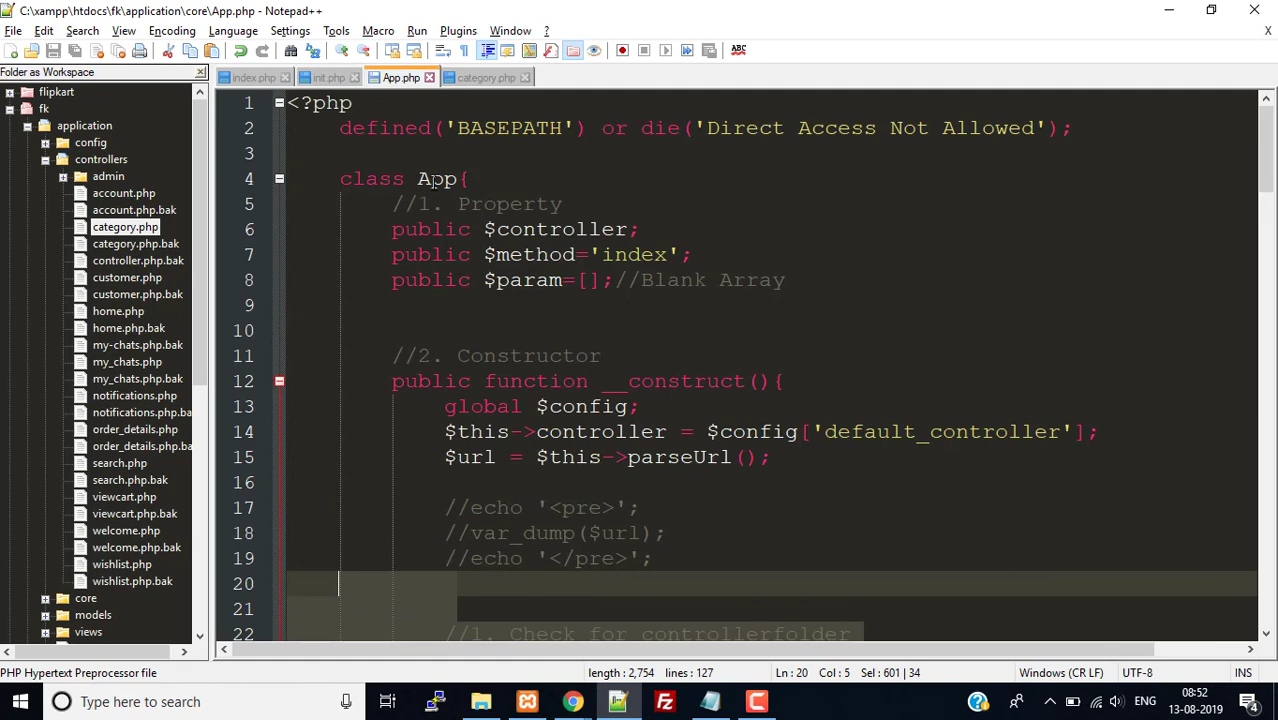 C:\xampp\htdocs\fk\application\core\App.php - Notepad++
File Edit Search View Encoding Language Settings Tools Macro Run Plugins Window ? X
Folder as Workspace
index.php init.php App.php category.php
flipkart
fk
application
config
controllers
admin
account.php
account.php.bak
category.php
category.php.bak
controller.php.bak
customer.php
customer.php.bak
home.php
home.php.bak
my-chats.php.bak
my_chats.php
my_chats.php.bak
notifications.php
notifications.php.ba
order_details.php
order_details.php.ba
search.php
search.php.bak
viewcart.php
viewcart.php.bak
welcome.php
welcome.php.bak
wishlist.php
wishlist.php.bak
core
models
views
1 <?php
2 defined('BASEPATH') or die('Direct Access Not Allowed');
3
4 class App{
5 //1. Property
6 public $controller;
7 public $method='index';
8 public $param=[];//Blank Array
9
10
11 //2. Constructor
12 public function __construct(){
13 global $config;
14 $this->controller = $config['default_controller'];
15 $url = $this->parseUrl();
16
17 //echo '<pre>';
18 //var_dump($url);
19 //echo '</pre>';
20
21
22 //1. Check for controllerfolder
PHP Hypertext Preprocessor file length : 2,754 lines : 127 Ln : 20 Col : 5 Sel : 601 | 34 Windows (CR LF) UTF-8 INS
Type here to search ENG 08:52
13-08-2019 4